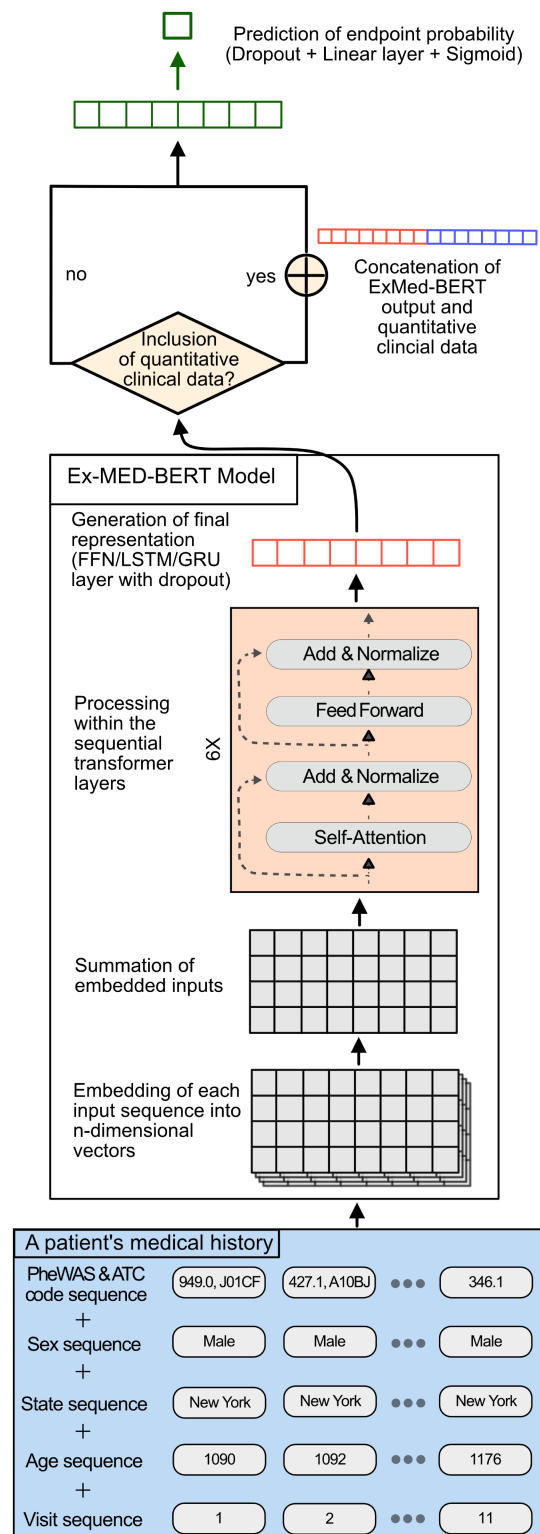 Prediction of endpoint probability
(Dropout + Linear layer + Sigmoid)
no
yes
Concatenation of
ExMed-BERT
output and
quantitative
clincial data
Inclusion
of quantitative
clinical data?
Ex-MED-BERT Model
Generation of final
representation
(FFN/LSTM/GRU
layer with dropout)
Add & Normalize
Feed Forward
Processing
within the
sequential
transformer
layers
6X
Add & Normalize
Self-Attention
Summation of
embedded inputs
Embedding of each
input sequence into
n-dimensional
vectors
A patient's medical history
PheWAS & ATC
code sequence
949.0, J01CF
427.1, A10BJ
346.1
+
Sex sequence
Male
Male
Male
+
State sequence
New York
New York
New York
+
Age sequence
1090
1092
1176
+
Visit sequence
1
2
11